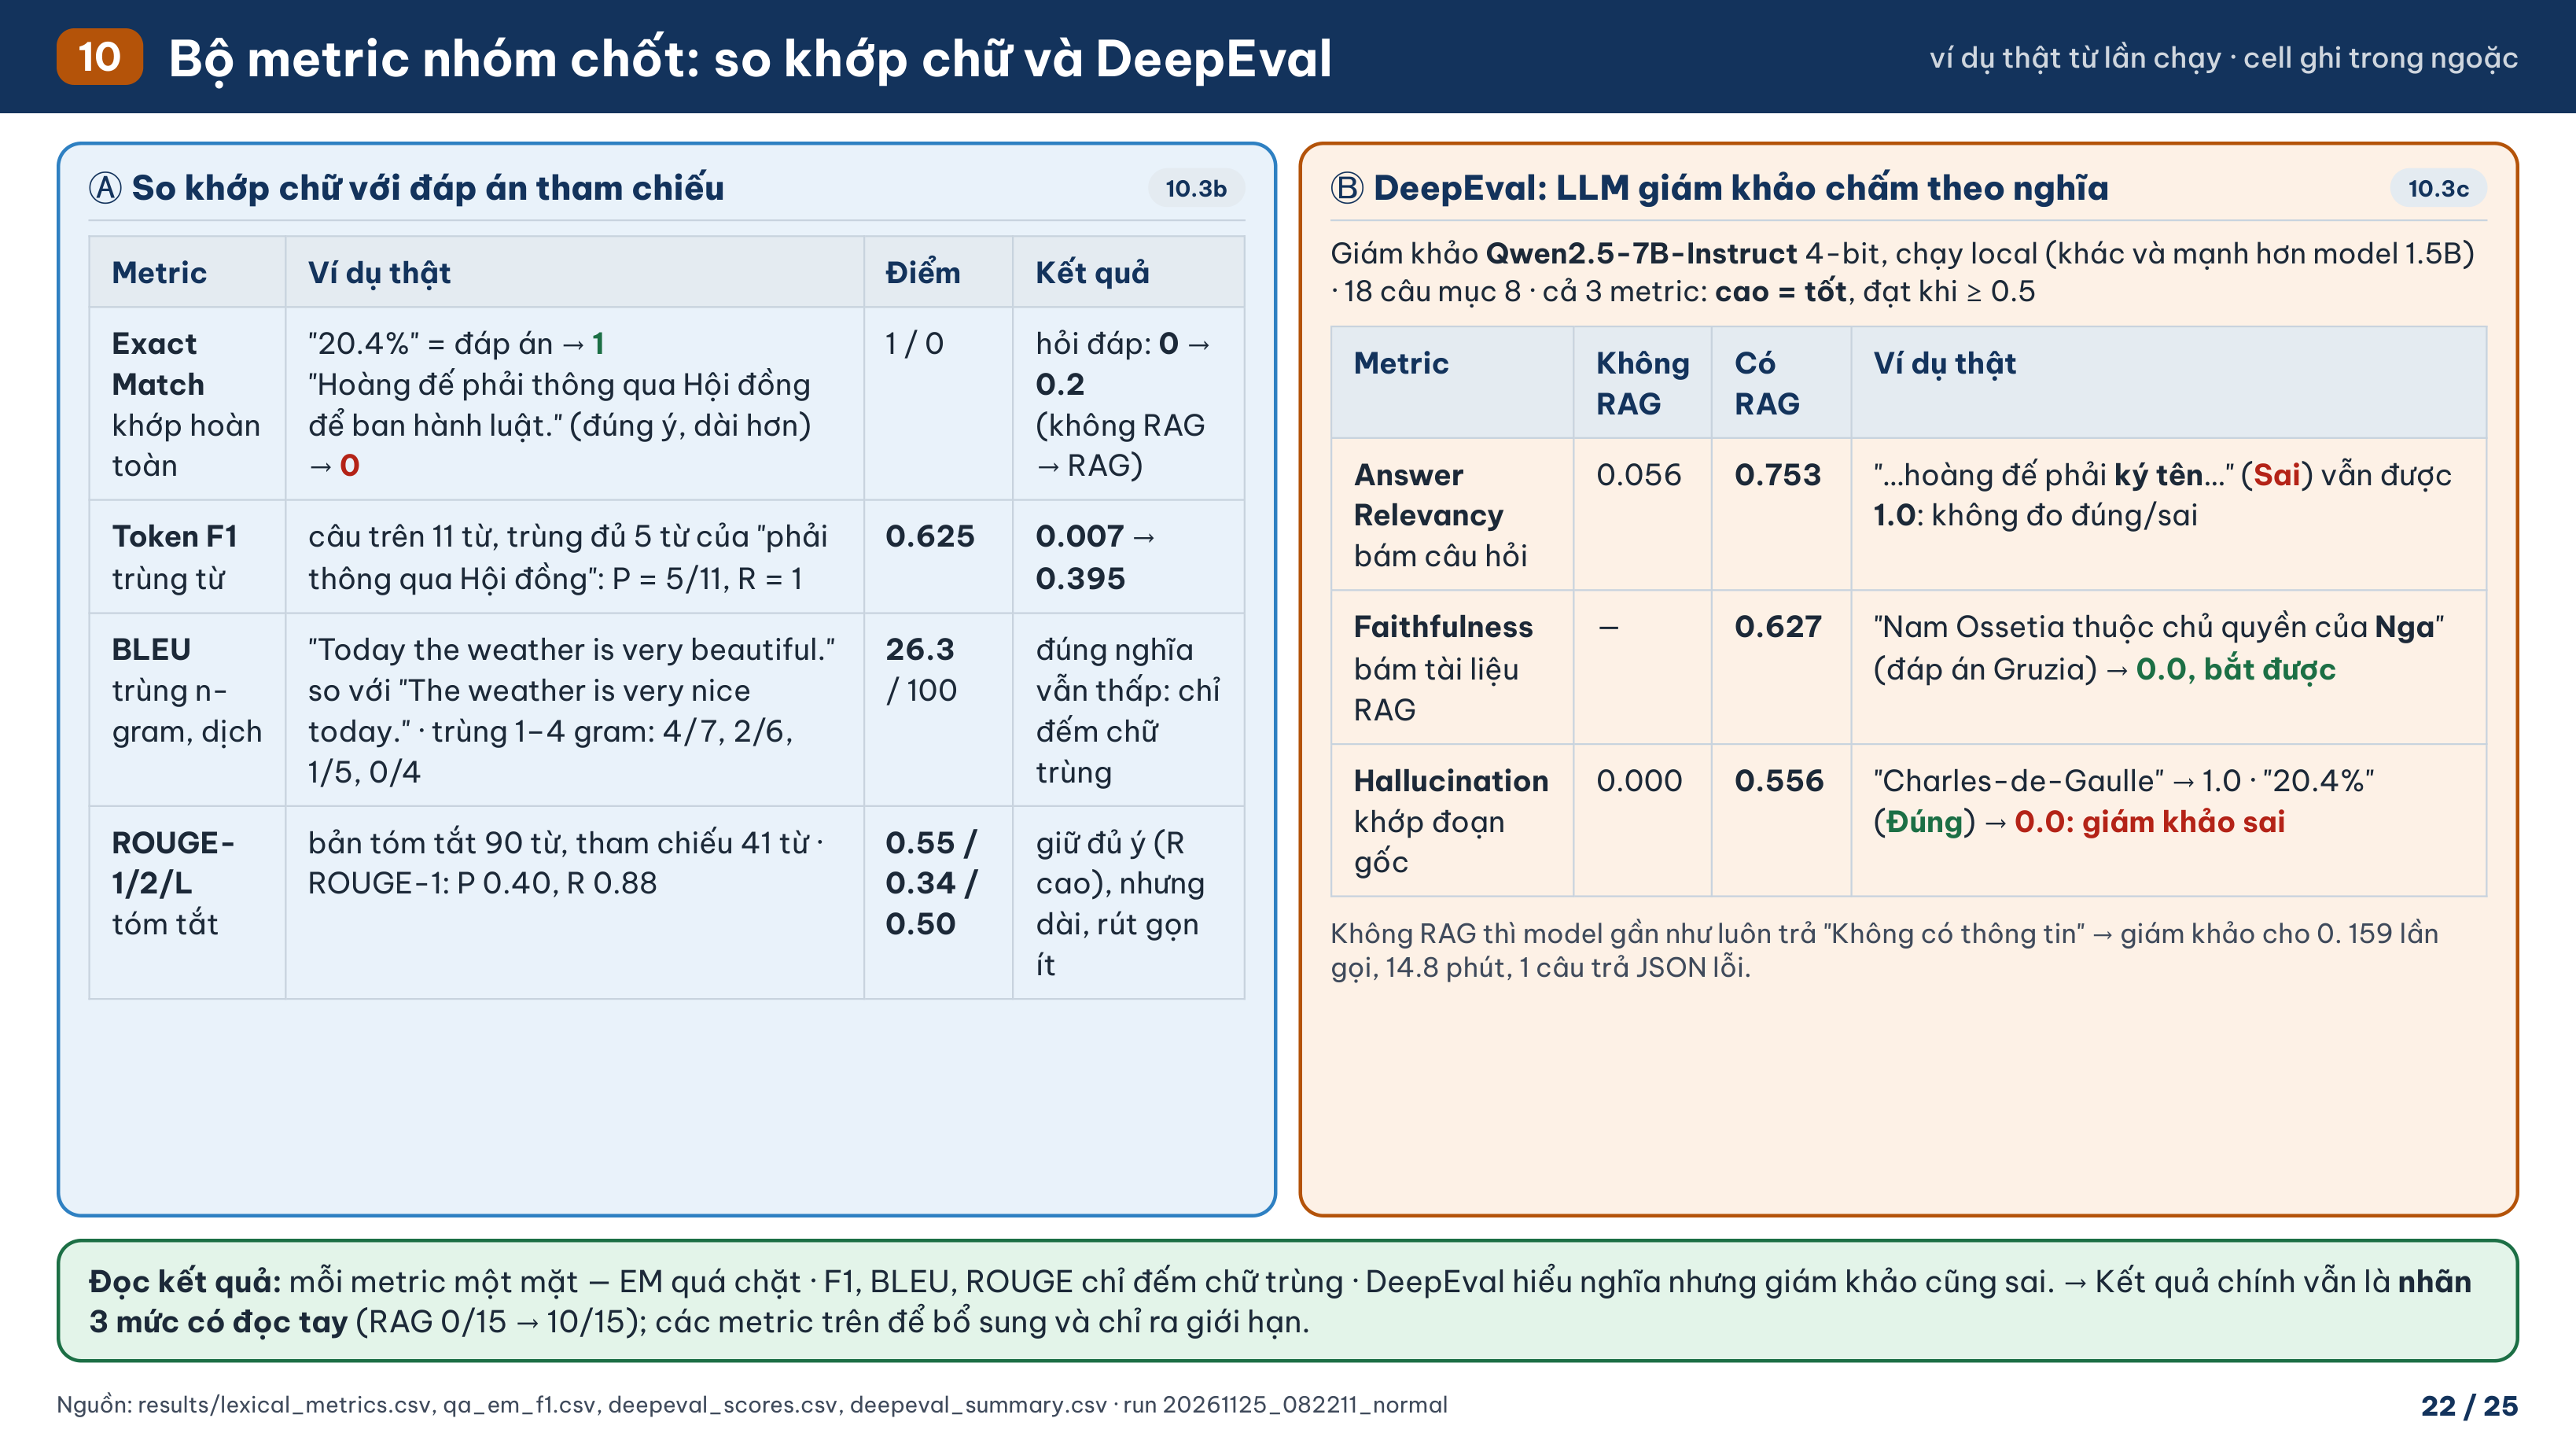 10 Bộ metric nhóm chốt: so khớp chữ và DeepEval
ví dụ thật từ lần chạy · cell ghi trong ngoặc
Ⓐ So khớp chữ với đáp án tham chiếu
10.3b
Metric
Ví dụ thật
Điểm
Kết quả
Exact
Match
khớp hoàn
toàn
"20.4%" = đáp án → 1
"Hoàng đế phải thông qua Hội đồng
để ban hành luật." (đúng ý, dài hơn)
→ 0
1 / 0
hỏi đáp: 0 →
0.2
(không RAG
→ RAG)
Token F1
trùng từ
câu trên 11 từ, trùng đủ 5 từ của "phải
thông qua Hội đồng": P = 5/11, R = 1
0.625
0.007 →
0.395
BLEU
trùng n-
gram, dịch
"Today the weather is very beautiful."
so với "The weather is very nice
today." · trùng 1–4 gram: 4/7, 2/6,
1/5, 0/4
26.3
/ 100
đúng nghĩa
vẫn thấp: chỉ
đếm chữ
trùng
ROUGE-
1/2/L
tóm tắt
bản tóm tắt 90 từ, tham chiếu 41 từ ·
ROUGE-1: P 0.40, R 0.88
0.55 /
0.34 /
0.50
giữ đủ ý (R
cao), nhưng
dài, rút gọn
ít
Ⓑ DeepEval: LLM giám khảo chấm theo nghĩa
10.3c
Giám khảo Qwen2.5-7B-Instruct 4-bit, chạy local (khác và mạnh hơn model 1.5B)
· 18 câu mục 8 · cả 3 metric: cao = tốt, đạt khi ≥ 0.5
Metric
Không
RAG
Có
RAG
Ví dụ thật
Answer
Relevancy
bám câu hỏi
0.056
0.753
"…hoàng đế phải ký tên…" (Sai) vẫn được
1.0: không đo đúng/sai
Faithfulness
bám tài liệu
RAG
—
0.627
"Nam Ossetia thuộc chủ quyền của Nga"
(đáp án Gruzia) → 0.0, bắt được
Hallucination
khớp đoạn
gốc
0.000
0.556
"Charles-de-Gaulle" → 1.0 · "20.4%"
(Đúng) → 0.0: giám khảo sai
Không RAG thì model gần như luôn trả "Không có thông tin" → giám khảo cho 0. 159 lần
gọi, 14.8 phút, 1 câu trả JSON lỗi.
Đọc kết quả: mỗi metric một mặt — EM quá chặt · F1, BLEU, ROUGE chỉ đếm chữ trùng · DeepEval hiểu nghĩa nhưng giám khảo cũng sai. → Kết quả chính vẫn là nhãn
3 mức có đọc tay (RAG 0/15 → 10/15); các metric trên để bổ sung và chỉ ra giới hạn.
Nguồn: results/lexical_metrics.csv, qa_em_f1.csv, deepeval_scores.csv, deepeval_summary.csv · run 20261125_082211_normal
22 / 25